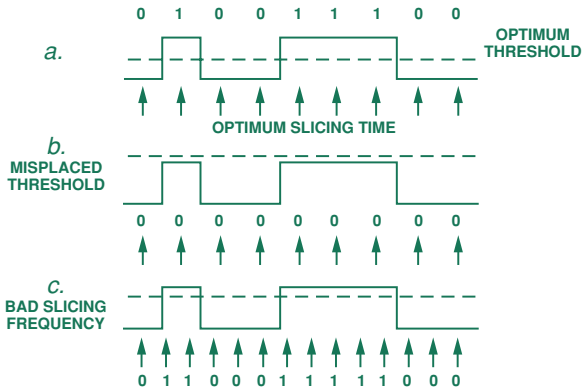 0 1 0 0 1 1 1 0 0
a.
OPTIMUM
THRESHOLD
OPTIMUM SLICING TIME
b.
MISPLACED
THRESHOLD
0 0 0 0 0 0 0 0 0
c.
BAD SLICING
FREQUENCY
0 1 1 0 0 0 1 1 1 1 1 0 0 0